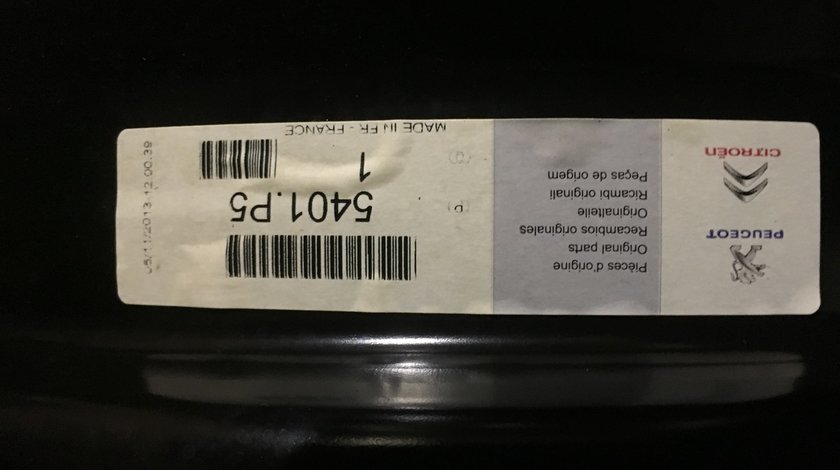 PEUGEOT
CITROËN
Pièces d'origine
Original parts
Recambios originales
Originalteile
Ricambi originali
Peças de origem
(P)
5401.P5
(Q)
1
MADE IN FR - FRANCE
05/11/2013 12.00.39